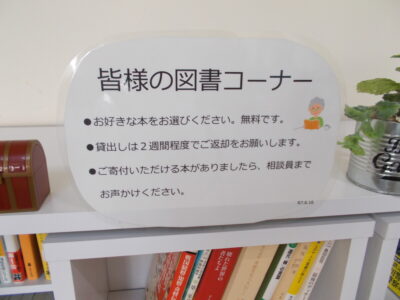 皆様の図書コーナー
●お好きな本をお選びください。無料です。
●貸出しは２週間程度でご返却をお願いします。
●ご寄付いただける本がありましたら、相談員まで
お声かけください。